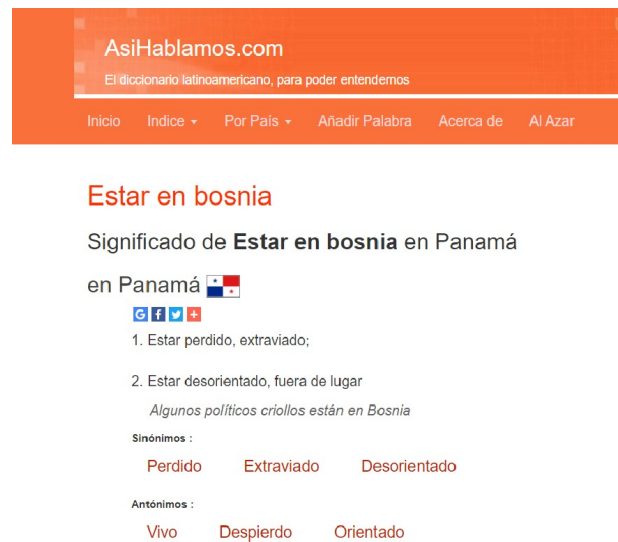 AsiHablamos.com
El diccionario latinoamericano, para poder entendernos
Inicio Indice Por País Añadir Palabra Acerca de Al Azar
Estar en bosnia
Significado de Estar en bosnia en Panamá
en Panamá
1. Estar perdido, extraviado;
2. Estar desorientado, fuera de lugar
Algunos políticos criollos están en Bosnia
Sinónimos :
Perdido Extraviado Desorientado
Antónimos :
Vivo Despierdo Orientado